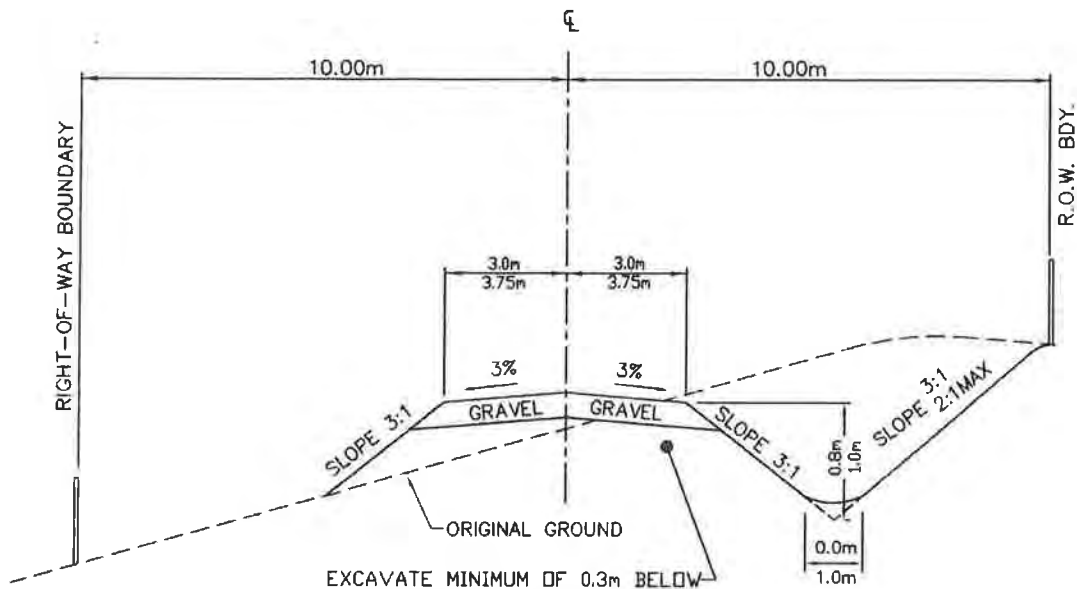 ℄
10.00m
10.00m
RIGHT-OF-WAY BOUNDARY
R.O.W. BDY.
3.0m
3.75m
3.0m
3.75m
3%
3%
GRAVEL
GRAVEL
SLOPE 3:1
SLOPE 3:1
0.8m
1.0m
SLOPE 3:1
2:1MAX
ORIGINAL GROUND
0.0m
1.0m
EXCAVATE MINIMUM OF 0.3m BELOW